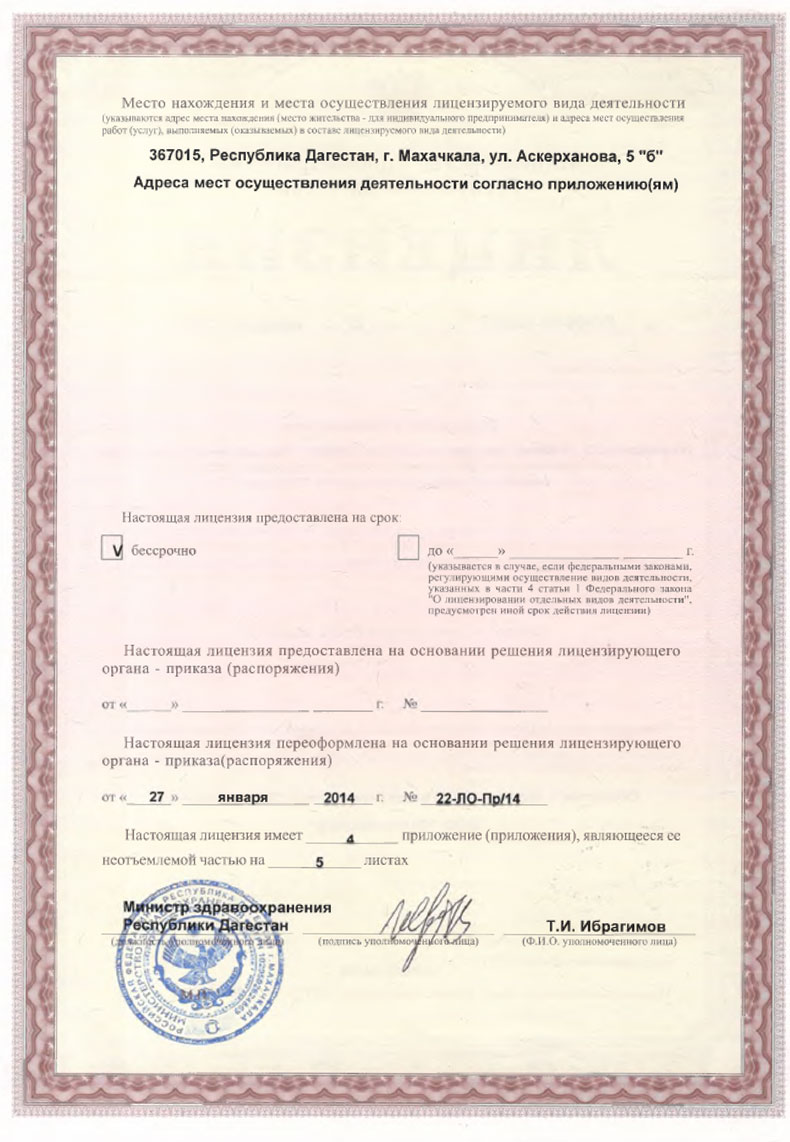 Место нахождения и места осуществления лицензируемого вида деятельности
(указываются адрес места нахождения (место жительства - для индивидуального предпринимателя) и адреса мест осуществления
работ (услуг), выполняемых (оказываемых) в составе лицензируемого вида деятельности)
367015, Республика Дагестан, г. Махачкала, ул. Аскерханова, 5 "б"
Адреса мест осуществления деятельности согласно приложению(ям)
ЛИЦЕНЗИЯ
Настоящая лицензия предоставлена на срок:
V бессрочно
до «______» ______________ ________ г.
(указывается в случае, если федеральными законами,
регулирующими осуществление видов деятельности,
указанных в части 4 статьи 1 Федерального закона
"О лицензировании отдельных видов деятельности",
предусмотрен иной срок действия лицензии)
Настоящая лицензия предоставлена на основании решения лицензирующего
органа - приказа (распоряжения)
от «______» ________________ ________ г. № ________________
Настоящая лицензия переоформлена на основании решения лицензирующего
органа - приказа(распоряжения)
от « 27 » января 2014 г. № 22-ЛО-Пр/14
Настоящая лицензия имеет 4 приложение (приложения), являющееся ее
неотъемлемой частью на 5 листах
Министр здравоохранения
Республики Дагестан
Т.И. Ибрагимов
(должность уполномоченного лица)
(подпись уполномоченного лица)
(Ф.И.О. уполномоченного лица)
М.П.